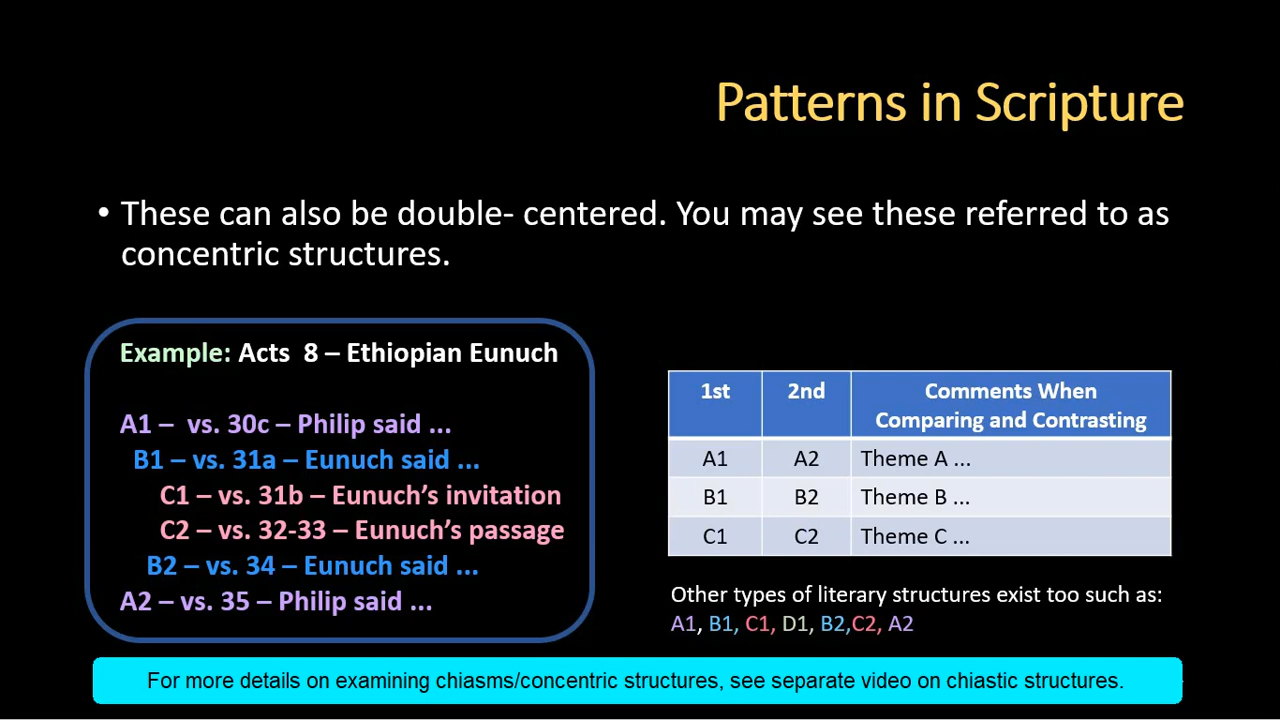 Patterns in Scripture
• These can also be double- centered. You may see these referred to as
concentric structures.
Example: Acts 8 – Ethiopian Eunuch
A1 – vs. 30c – Philip said ...
B1 – vs. 31a – Eunuch said ...
C1 – vs. 31b – Eunuch's invitation
C2 – vs. 32-33 – Eunuch's passage
B2 – vs. 34 – Eunuch said ...
A2 – vs. 35 – Philip said ...
1st 2nd Comments When
Comparing and Contrasting
A1 A2 Theme A ...
B1 B2 Theme B ...
C1 C2 Theme C ...
Other types of literary structures exist too such as:
A1, B1, C1, D1, B2,C2, A2
For more details on examining chiasms/concentric structures, see separate video on chiastic structures.